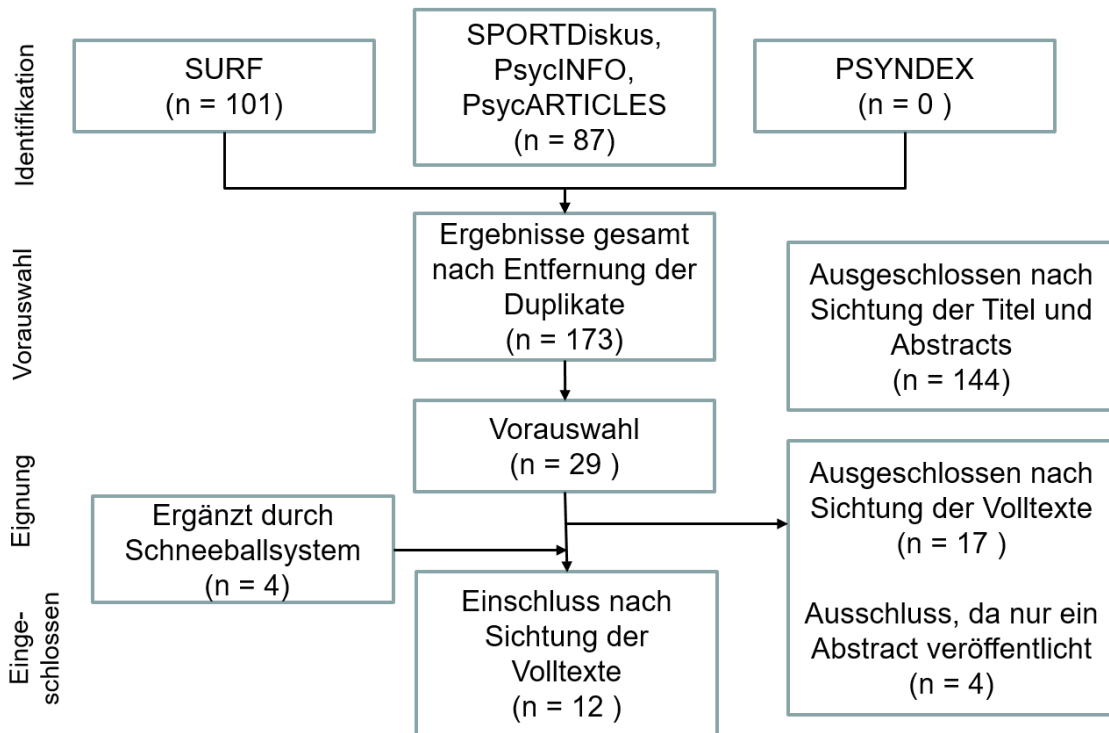 Identifikation
SURF
(n = 101)
SPORTDiskus,
PsycINFO,
PsycARTICLES
(n = 87)
PSYNDEX
(n = 0 )
Vorauswahl
Ergebnisse gesamt
nach Entfernung der
Duplikate
(n = 173)
Ausgeschlossen nach
Sichtung der Titel und
Abstracts
(n = 144)
Eignung
Vorauswahl
(n = 29 )
Ausgeschlossen nach
Sichtung der Volltexte
(n = 17 )
Ausschluss, da nur ein
Abstract veröffentlicht
(n = 4)
Ergänzt durch
Schneeballsystem
(n = 4)
Einge-
schlossen
Einschluss nach
Sichtung der
Volltexte
(n = 12 )